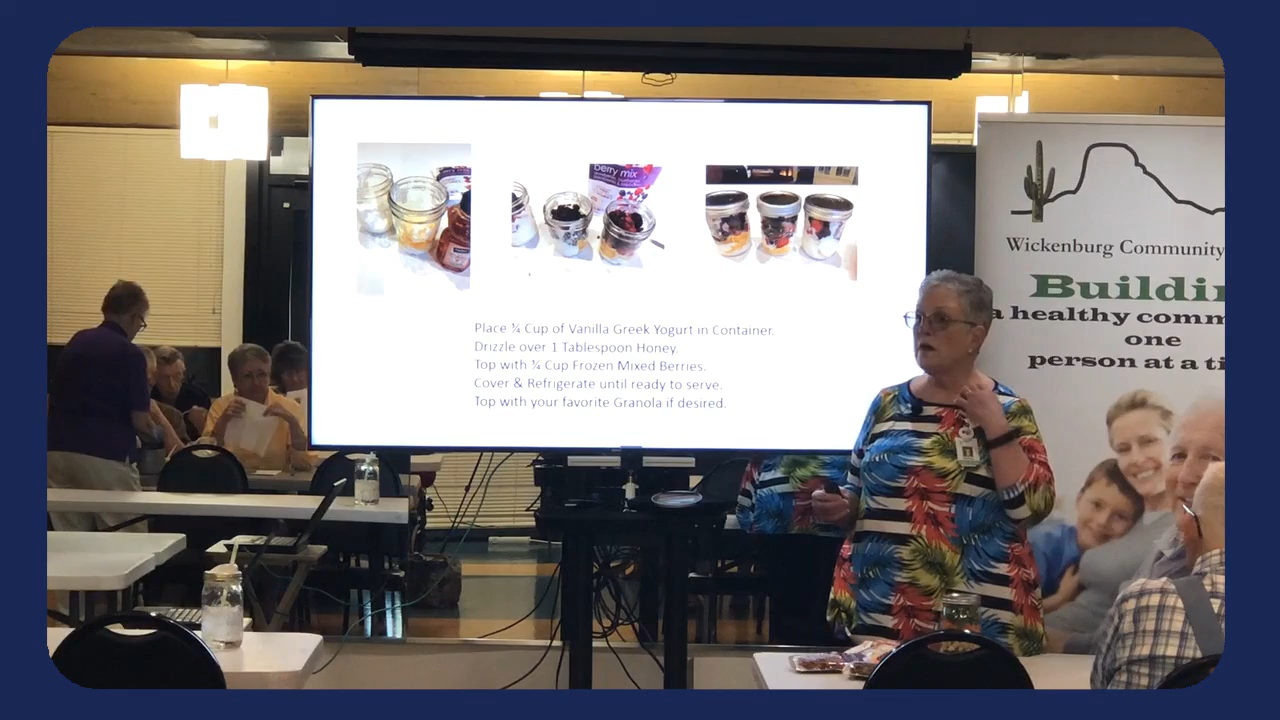 berry mix
Place ¼ Cup of Vanilla Greek Yogurt in Container.
Drizzle over 1 Tablespoon Honey.
Top with ¾ Cup Frozen Mixed Berries.
Cover & Refrigerate until ready to serve.
Top with your favorite Granola if desired.
Wickenburg Community
Buildin
a healthy comm
one
person at a ti